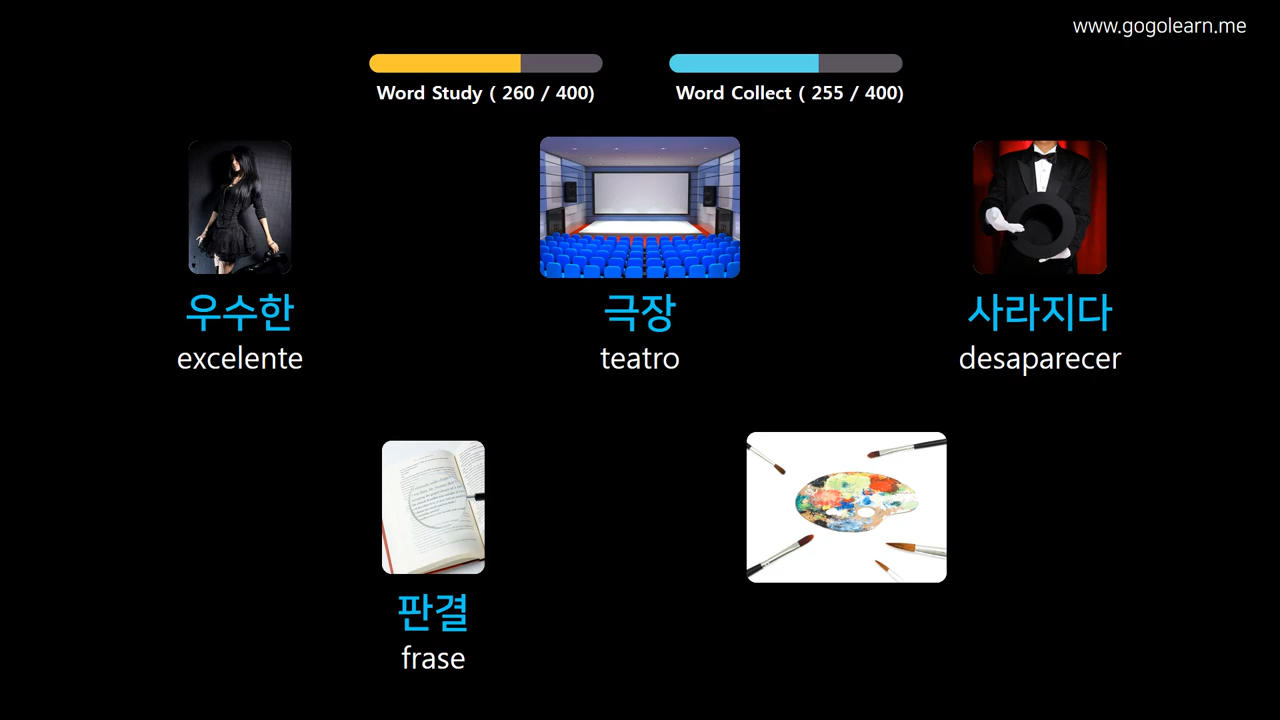 www.gogolearn.me
Word Study ( 260 / 400)
Word Collect ( 255 / 400)
우수한
excelente
극장
teatro
사라지다
desaparecer
판결
frase